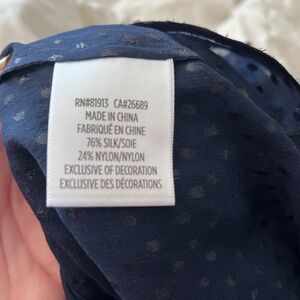 RN#81913 CA#26689
MADE IN CHINA
FABRIQUÉ EN CHINE
76% SILK/SOIE
24% NYLON/NYLON
EXCLUSIVE OF DECORATION
EXCLUSIVE DES DÉCORATIONS